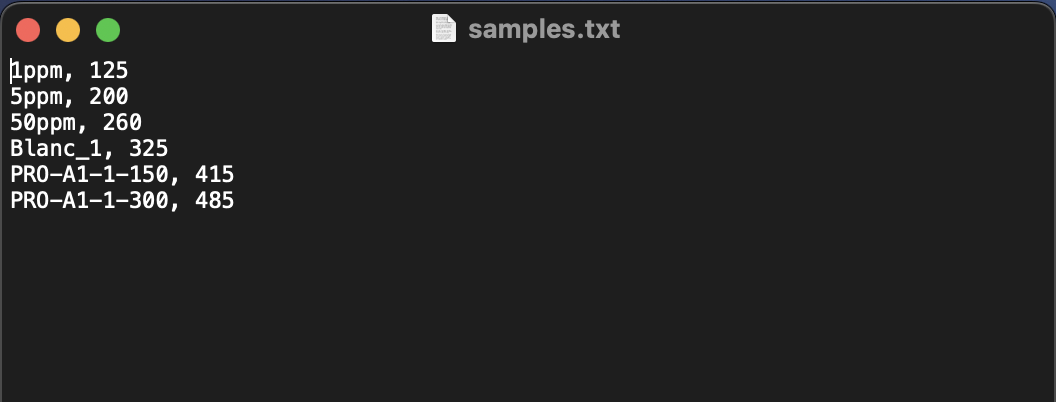 samples.txt
1ppm, 125
5ppm, 200
50ppm, 260
Blanc_1, 325
PRO-A1-1-150, 415
PRO-A1-1-300, 485